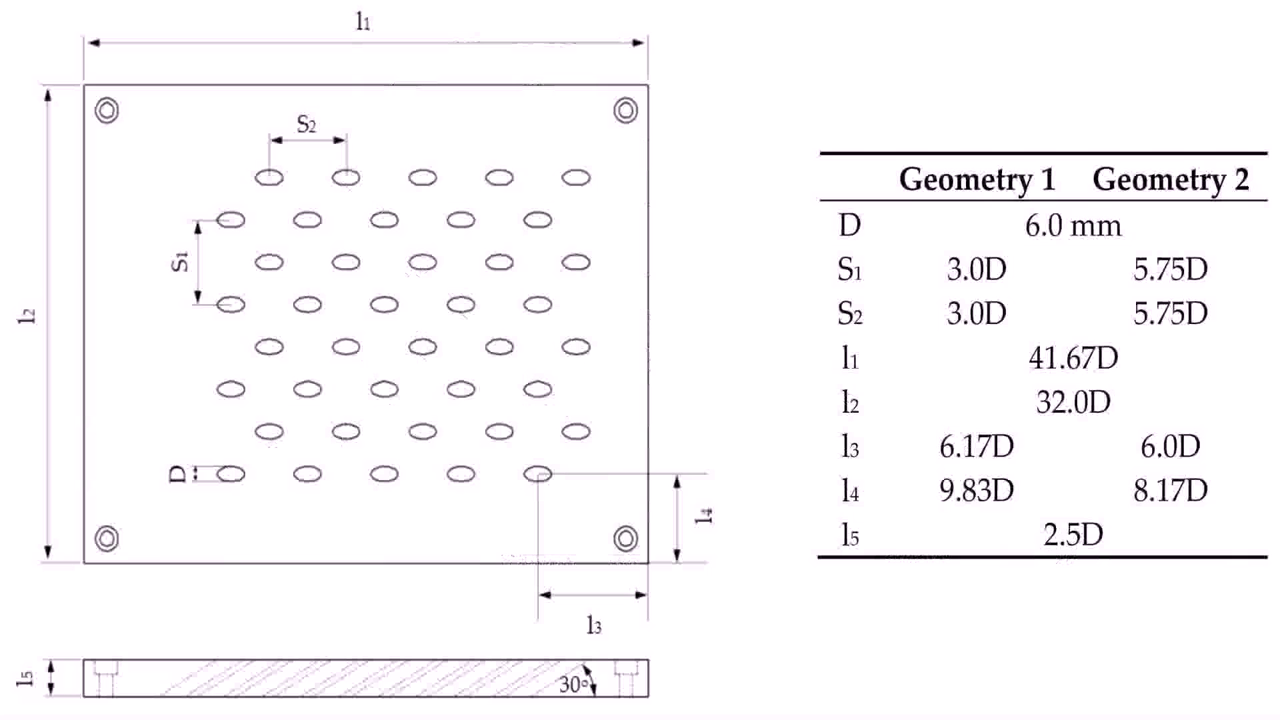 l1
S2
S1
l2
D
l4
l3
l5
30°
Geometry 1 Geometry 2
D 6.0 mm
S1 3.0D 5.75D
S2 3.0D 5.75D
l1 41.67D
l2 32.0D
l3 6.17D 6.0D
l4 9.83D 8.17D
l5 2.5D